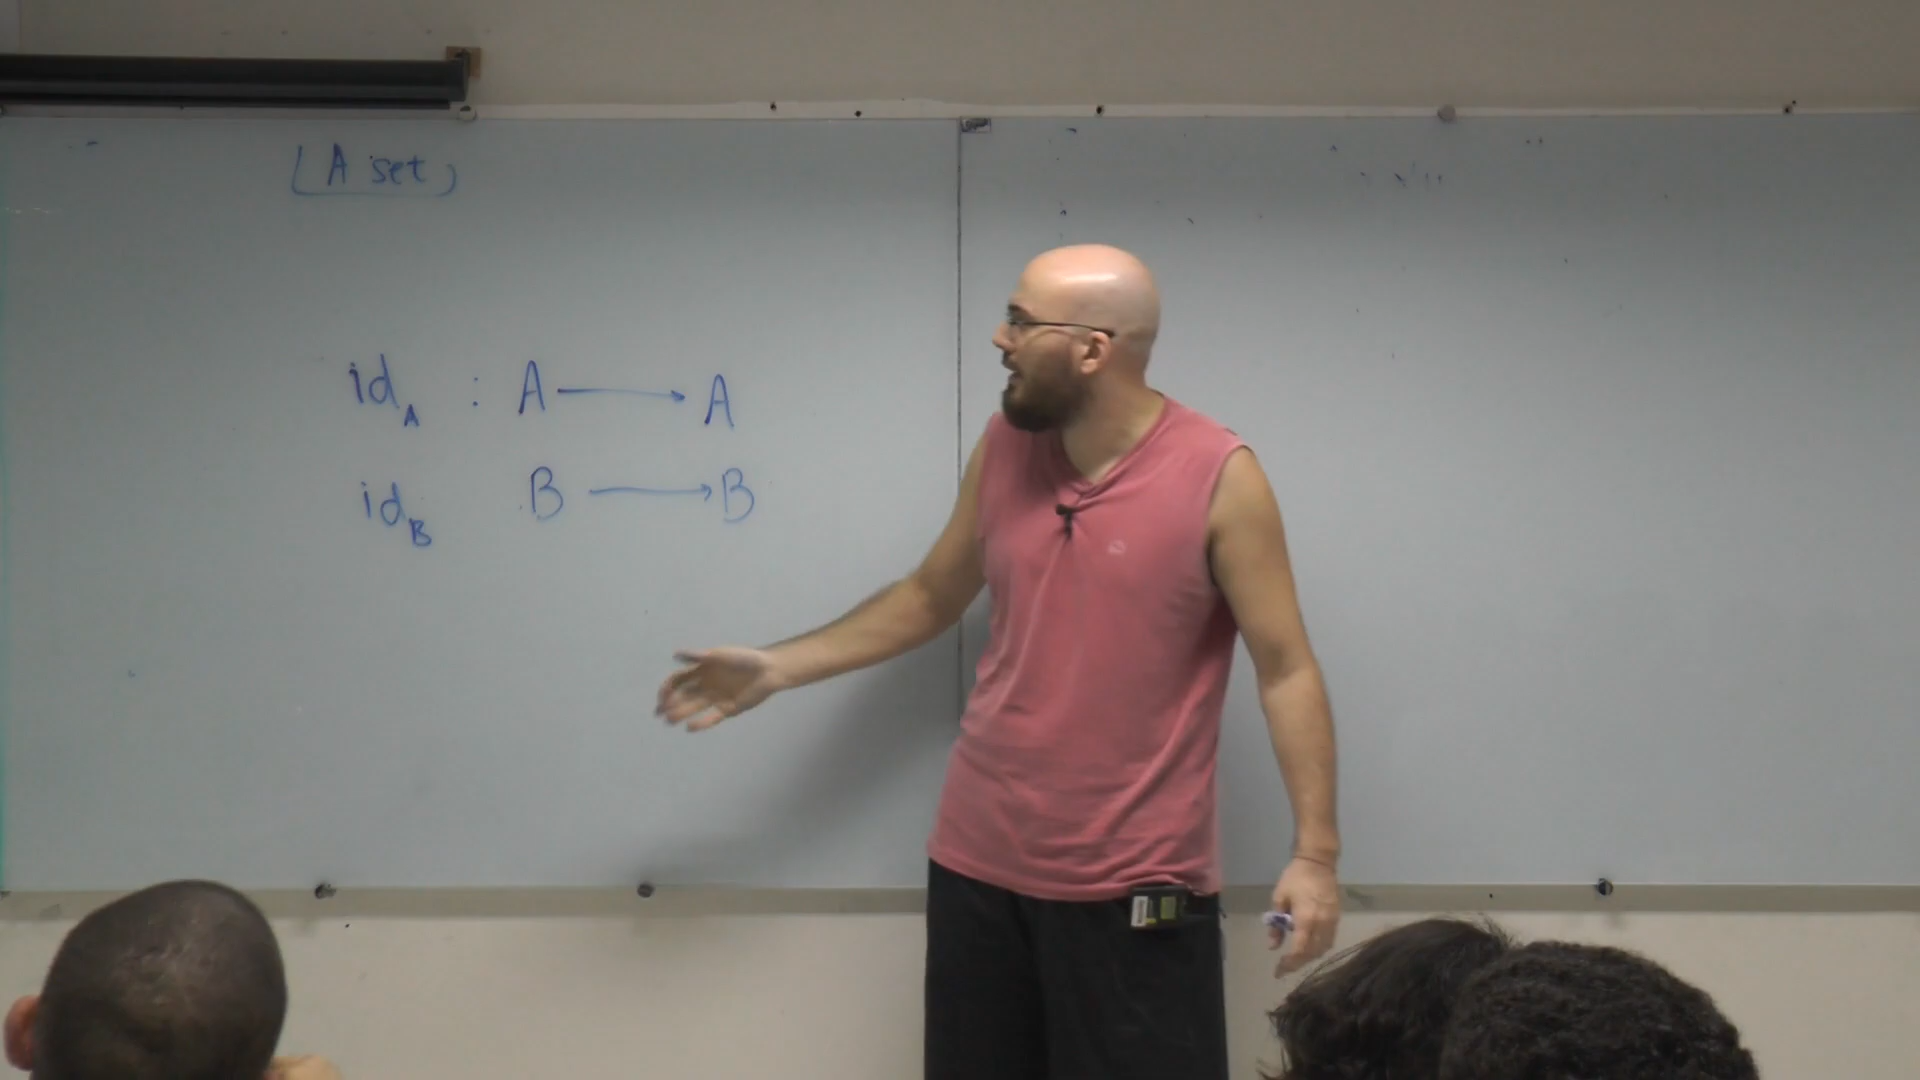 (A set)
id_A : A → A
id_B B → B